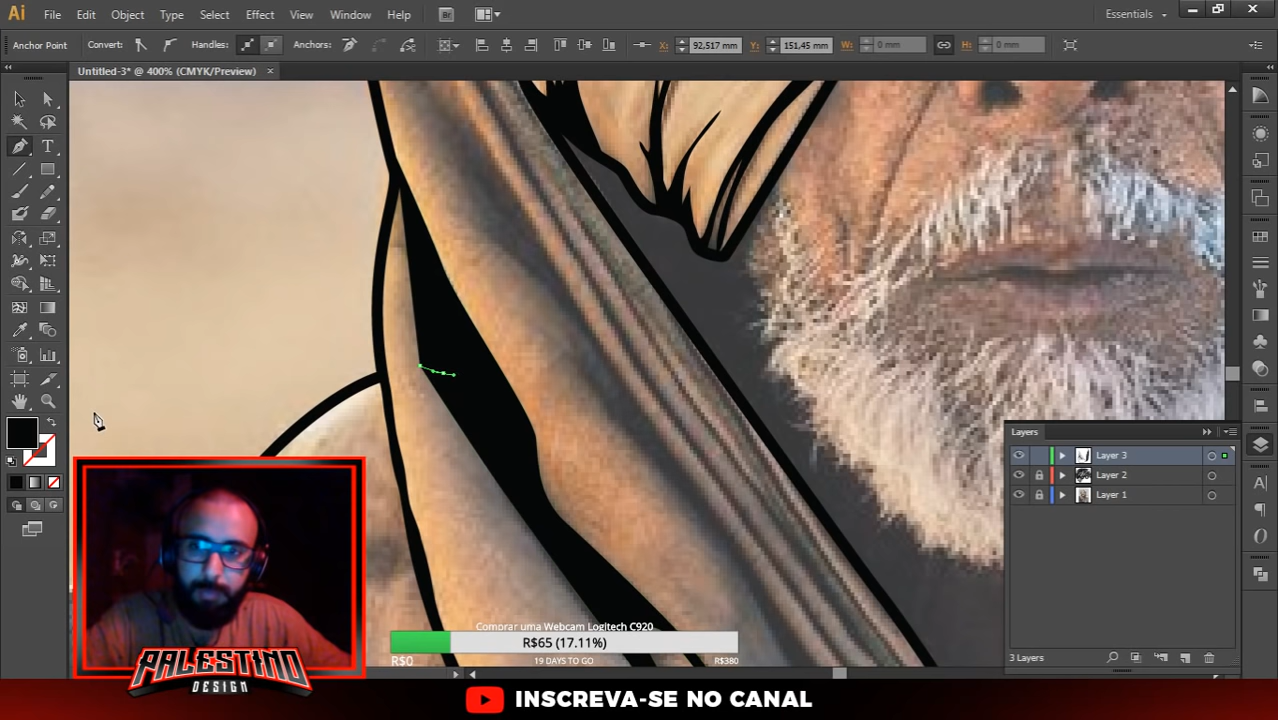 Ai File Edit Object Type Select Effect View Window Help Br Essentials
Anchor Point Convert: Handles: Anchors: X: 92,517 mm Y: 151,45 mm W: 0 mm H: 0 mm
Untitled-3* @ 400% (CMYK/Preview)
Layers
Layer 3
Layer 2
Layer 1
3 Layers
Comprar uma Webcam Logitech C920
R$65 (17.11%)
R$0 19 DAYS TO GO R$380
PALESTINO
DESIGN
INSCREVA-SE NO CANAL